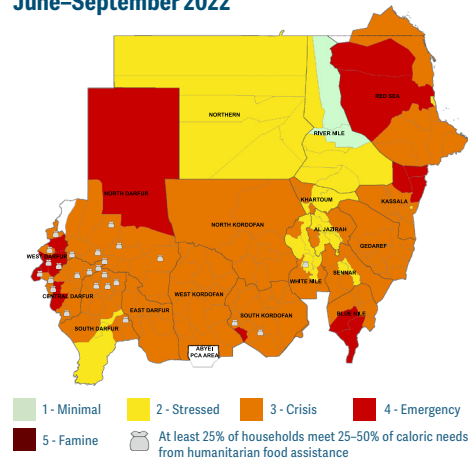 June–September 2022
NORTHERN
RED SEA
RIVER NILE
NORTH DARFUR
KHARTOUM
KASSALA
NORTH KORDOFAN
AL JAZIRAH
GEDAREF
WEST DARFUR
SENNAR
WHITE NILE
WEST KORDOFAN
CENTRAL DARFUR
EAST DARFUR
SOUTH KORDOFAN
BLUE NILE
SOUTH DARFUR
ABYEI
PCA AREA
1 - Minimal
2 - Stressed
3 - Crisis
4 - Emergency
5 - Famine
At least 25% of households meet 25–50% of caloric needs
from humanitarian food assistance